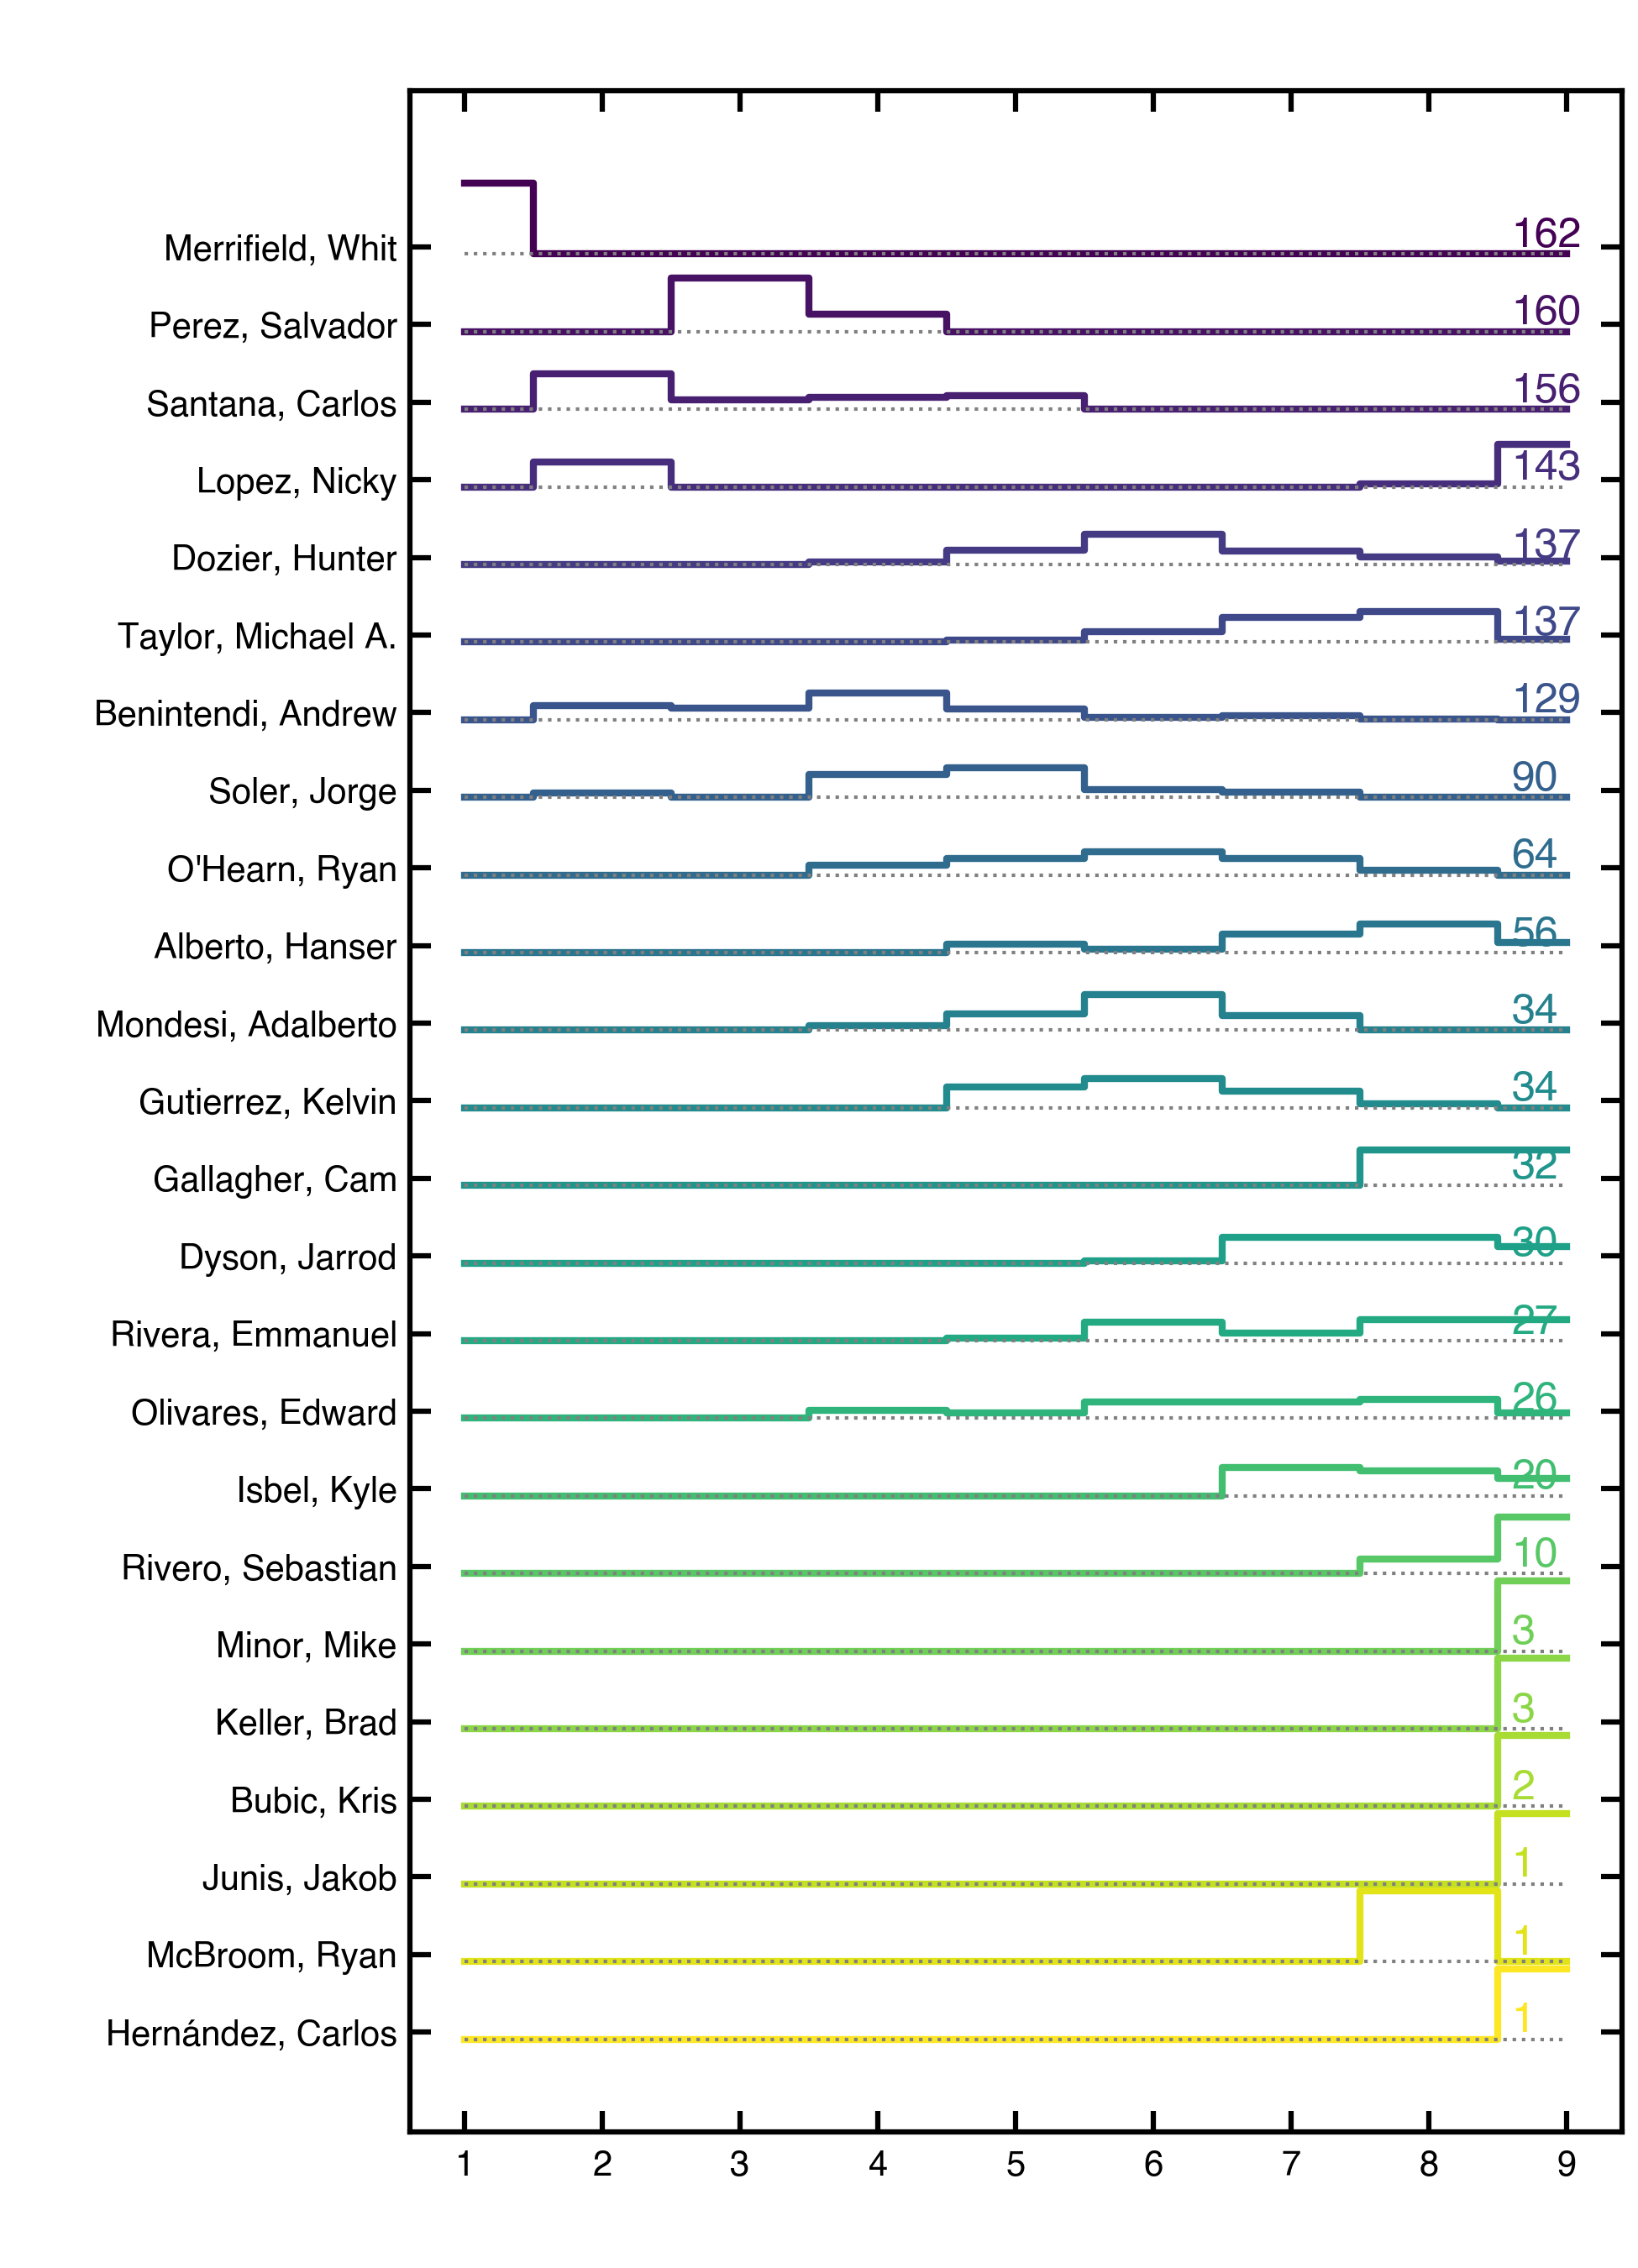 Merrifield, Whit 162
Perez, Salvador 160
Santana, Carlos 156
Lopez, Nicky 143
Dozier, Hunter 137
Taylor, Michael A. 137
Benintendi, Andrew 129
Soler, Jorge 90
O'Hearn, Ryan 64
Alberto, Hanser 56
Mondesi, Adalberto 34
Gutierrez, Kelvin 34
Gallagher, Cam 32
Dyson, Jarrod 30
Rivera, Emmanuel 27
Olivares, Edward 26
Isbel, Kyle 20
Rivero, Sebastian 10
Minor, Mike 3
Keller, Brad 3
Bubic, Kris 2
Junis, Jakob 1
McBroom, Ryan 1
Hernández, Carlos 1
1 2 3 4 5 6 7 8 9